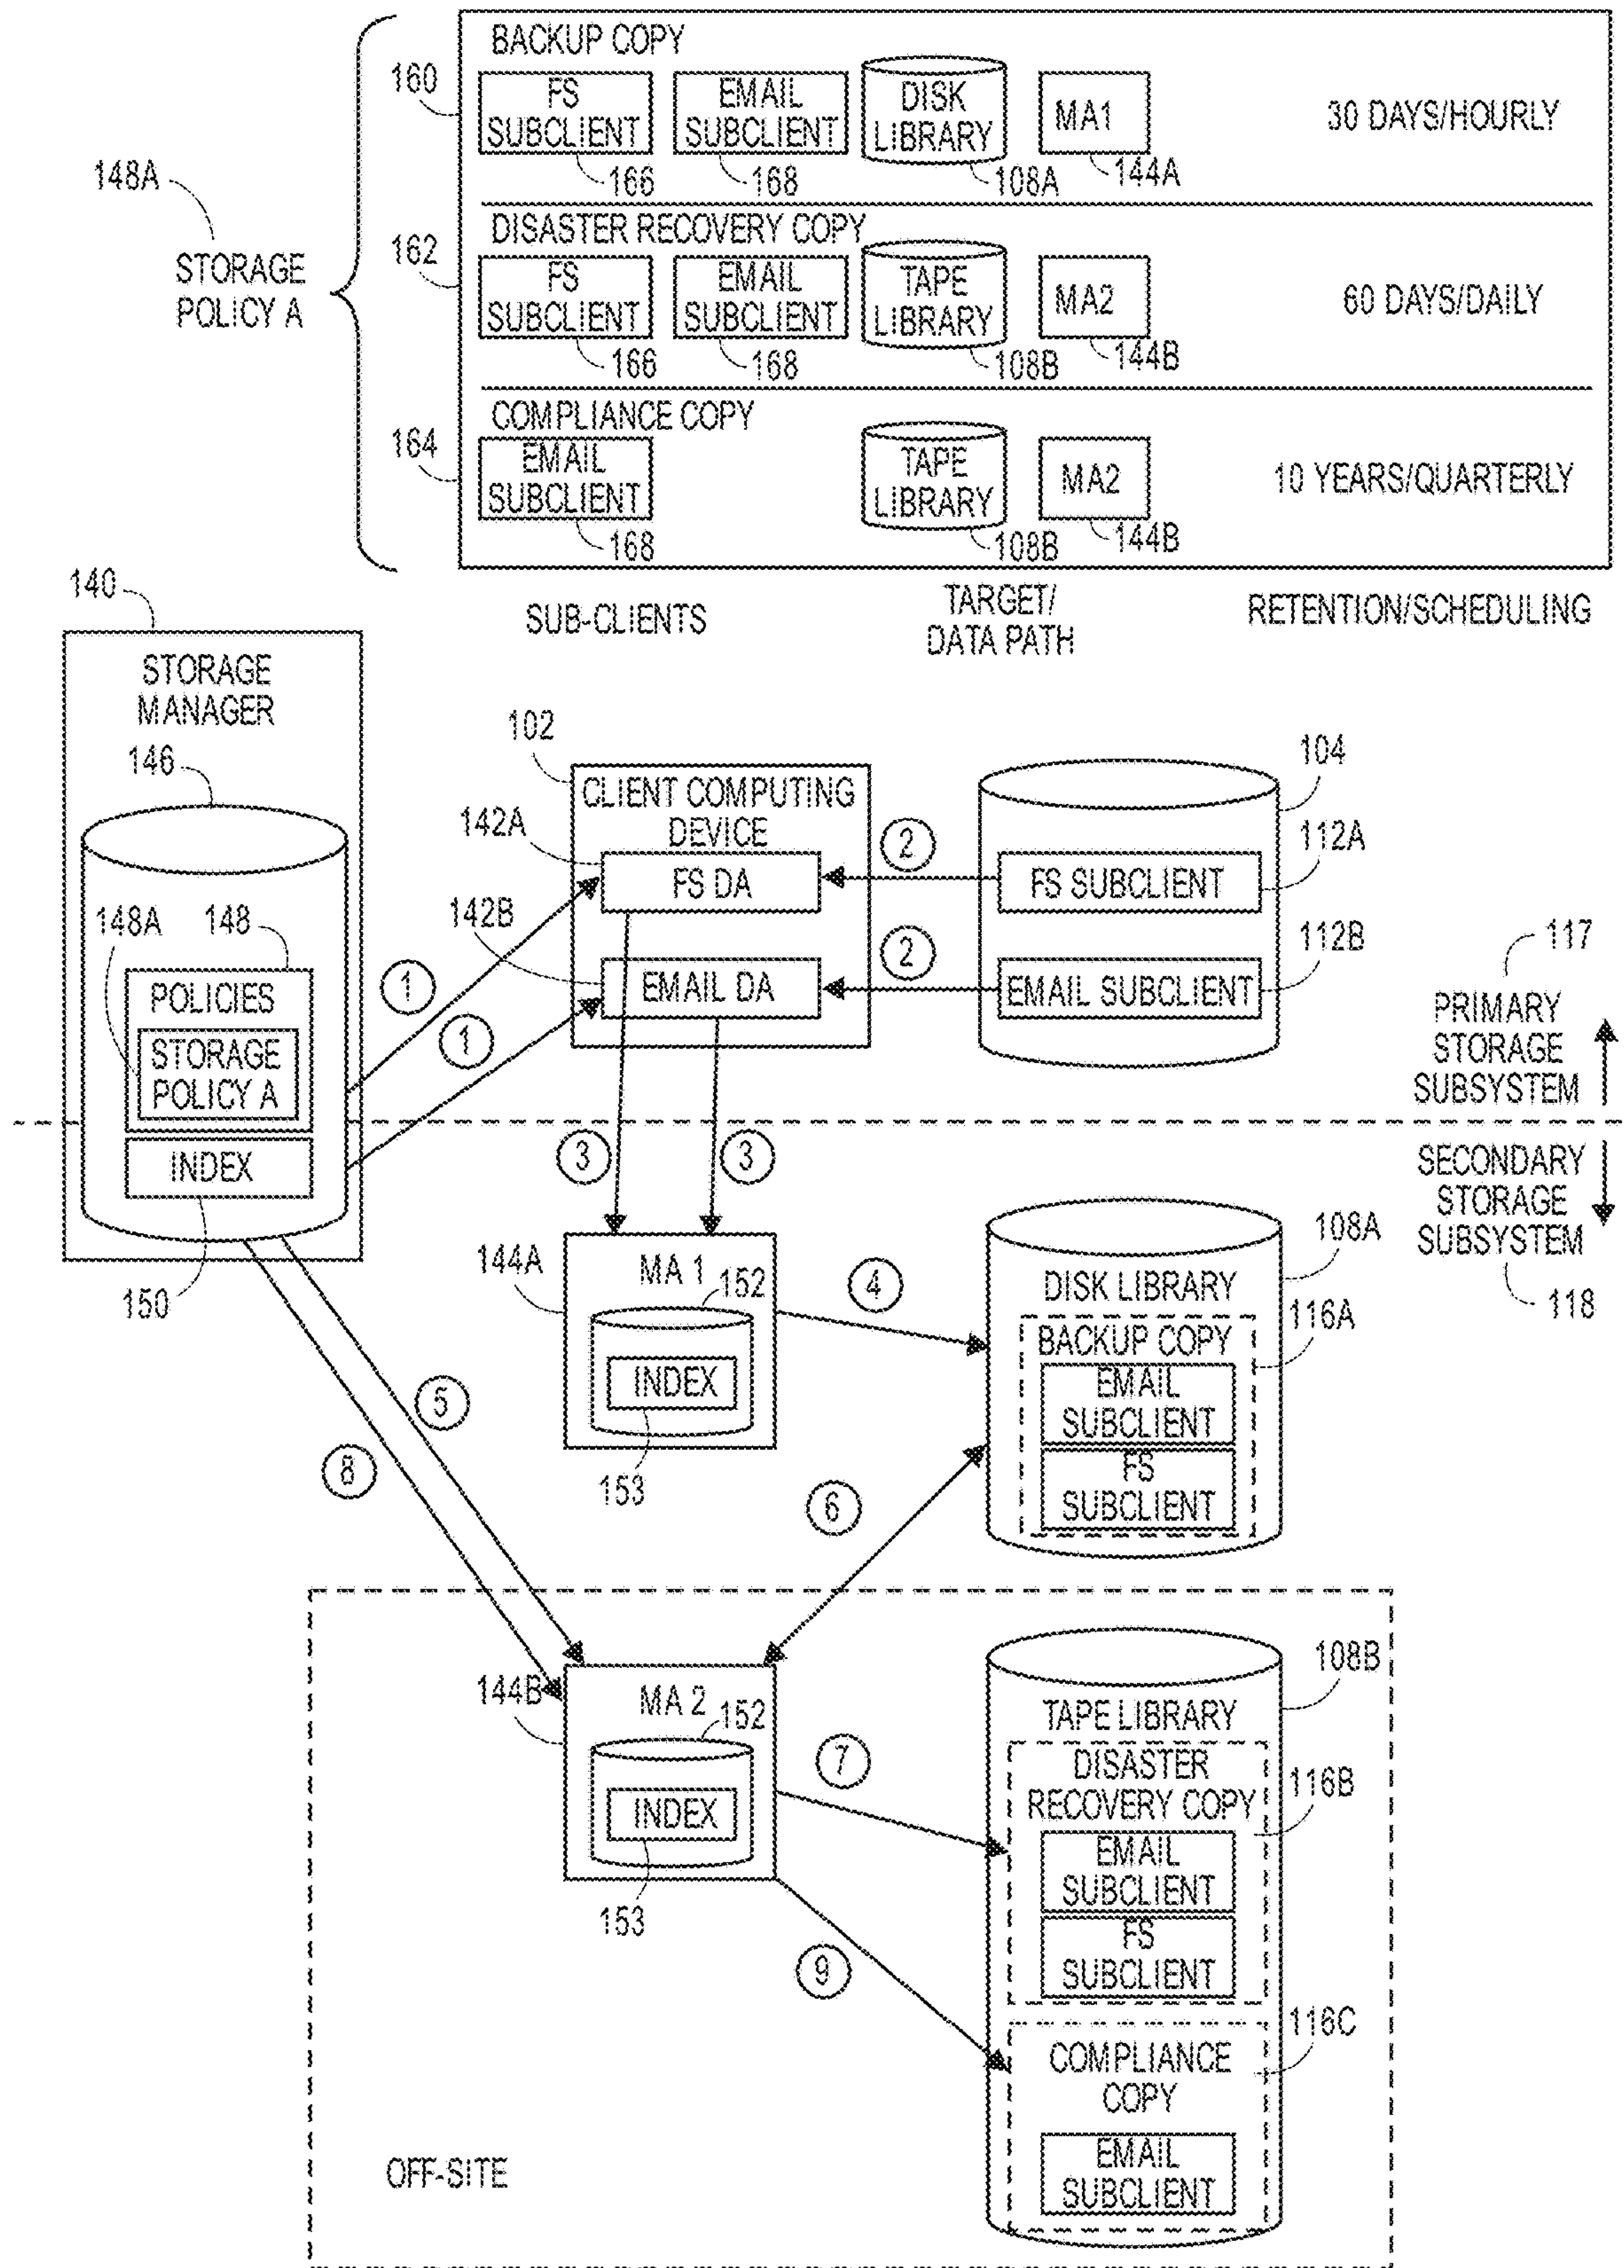 BACKUP COPY
160
FS
SUBCLIENT
166
EMAIL
SUBCLIENT
168
DISK
LIBRARY
108A
MA1
144A
30 DAYS/HOURLY
148A
STORAGE
POLICY A
DISASTER RECOVERY COPY
162
FS
SUBCLIENT
166
EMAIL
SUBCLIENT
168
TAPE
LIBRARY
108B
MA2
144B
60 DAYS/DAILY
COMPLIANCE COPY
164
EMAIL
SUBCLIENT
168
TAPE
LIBRARY
108B
MA2
144B
10 YEARS/QUARTERLY
SUB-CLIENTS
TARGET/
DATA PATH
RETENTION/SCHEDULING
140
STORAGE
MANAGER
146
148A
148
POLICIES
STORAGE
POLICY A
INDEX
150
102
CLIENT COMPUTING
DEVICE
142A
FS DA
142B
EMAIL DA
104
112A
FS SUBCLIENT
112B
EMAIL SUBCLIENT
1
1
2
2
117
PRIMARY
STORAGE
SUBSYSTEM
SECONDARY
STORAGE
SUBSYSTEM
118
3
3
144A
MA 1
152
INDEX
153
4
108A
DISK LIBRARY
116A
BACKUP COPY
EMAIL
SUBCLIENT
FS
SUBCLIENT
5
8
6
144B
MA 2
152
INDEX
153
7
9
108B
TAPE LIBRARY
DISASTER
RECOVERY COPY
116B
EMAIL
SUBCLIENT
FS
SUBCLIENT
116C
COMPLIANCE
COPY
EMAIL
SUBCLIENT
OFF-SITE